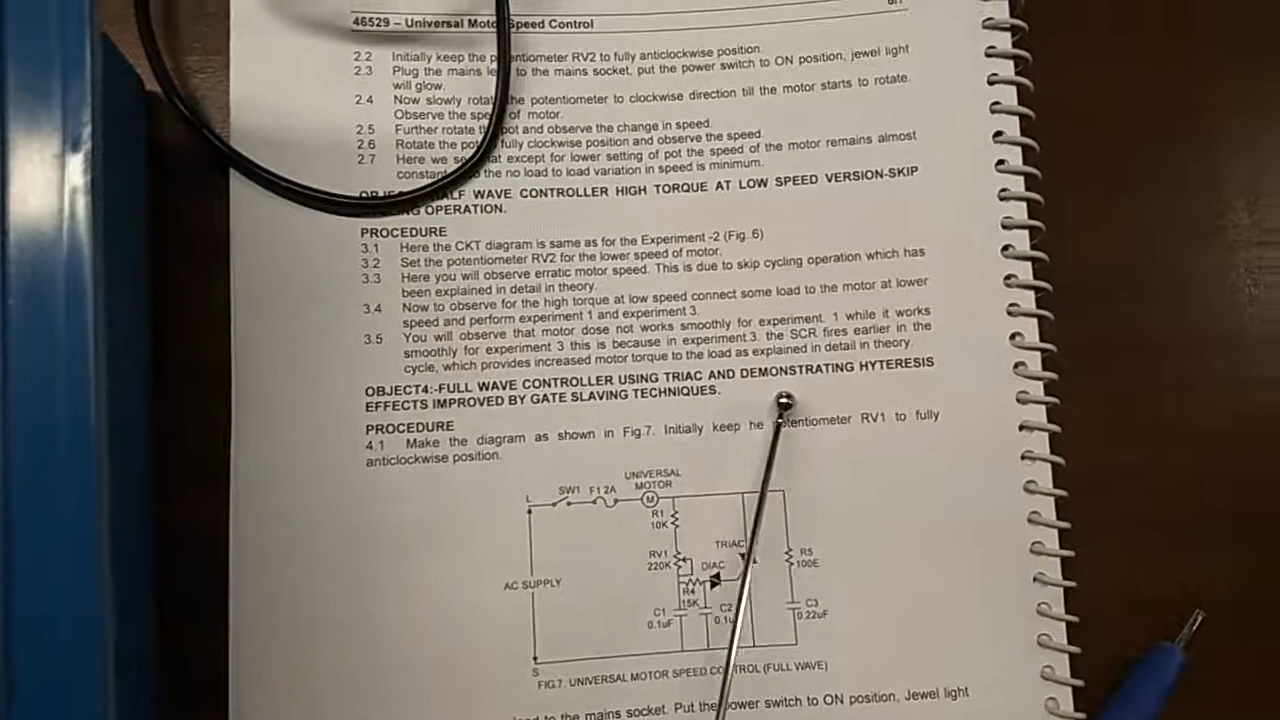 46529 – Universal Moto Speed Control
2.2 Initially keep the p entiometer RV2 to fully anticlockwise position.
2.3 Plug the mains le to the mains socket, put the power switch to ON position, jewel light
will glow.
2.4 Now slowly rotat the potentiometer to clockwise direction till the motor starts to rotate.
Observe the spe of motor.
2.5 Further rotate t pot and observe the change in speed.
2.6 Rotate the pot fully clockwise position and observe the speed.
2.7 Here we se at except for lower setting of pot the speed of the motor remains almost
constant the no load to load variation in speed is minimum.
WAVE CONTROLLER HIGH TORQUE AT LOW SPEED VERSION-SKIP
OPERATION.
PROCEDURE
3.1 Here the CKT diagram is same as for the Experiment -2 (Fig. 6)
3.2 Set the potentiometer RV2 for the lower speed of motor.
3.3 Here you will observe erratic motor speed. This is due to skip cycling operation which has
been explained in detail in theory.
3.4 Now to observe for the high torque at low speed connect some load to the motor at lower
speed and perform experiment 1 and experiment 3.
3.5 You will observe that motor dose not works smoothly for experiment. 1 while it works
smoothly for experiment 3 this is because in experiment.3. the SCR fires earlier in the
cycle, which provides increased motor torque to the load as explained in detail in theory.
OBJECT4:-FULL WAVE CONTROLLER USING TRIAC AND DEMONSTRATING HYTERESIS
EFFECTS IMPROVED BY GATE SLAVING TECHNIQUES.
PROCEDURE
4.1 Make the diagram as shown in Fig.7. Initially keep he potentiometer RV1 to fully
anticlockwise position.
UNIVERSAL
MOTOR
L SW1 F1 2A M
R1
10K
RV1
220K
TRIAC
DIAC
R5
100E
AC SUPPLY
R4
15K
C1
0.1uF
C2
0.1u
C3
0.22uF
S
FIG.7. UNIVERSAL MOTOR SPEED CONTROL (FULL WAVE)
to the mains socket. Put the power switch to ON position, Jewel light